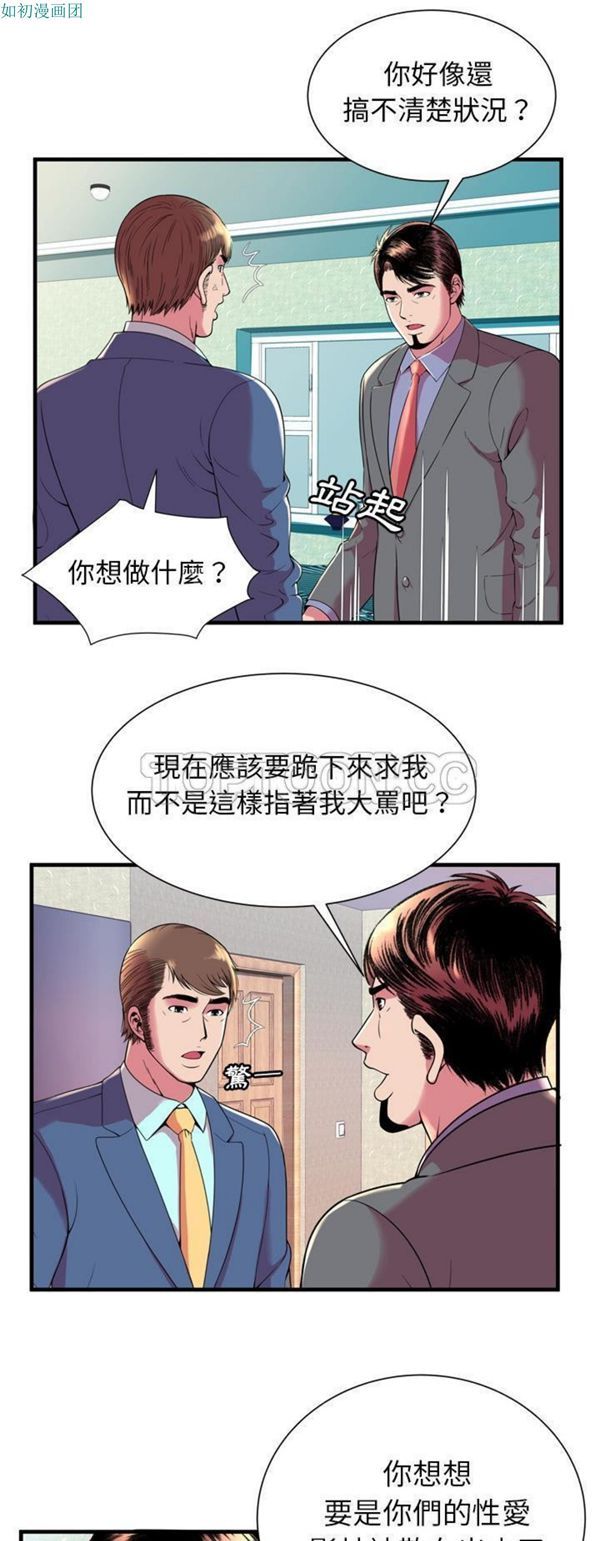 如初漫画团
你好像還
搞不清楚狀況？
站起
你想做什麼？
現在應該要跪下來求我
TOPTOON.CC
而不是這樣指著我大罵吧？
驚一
你想想
要是你們的性愛